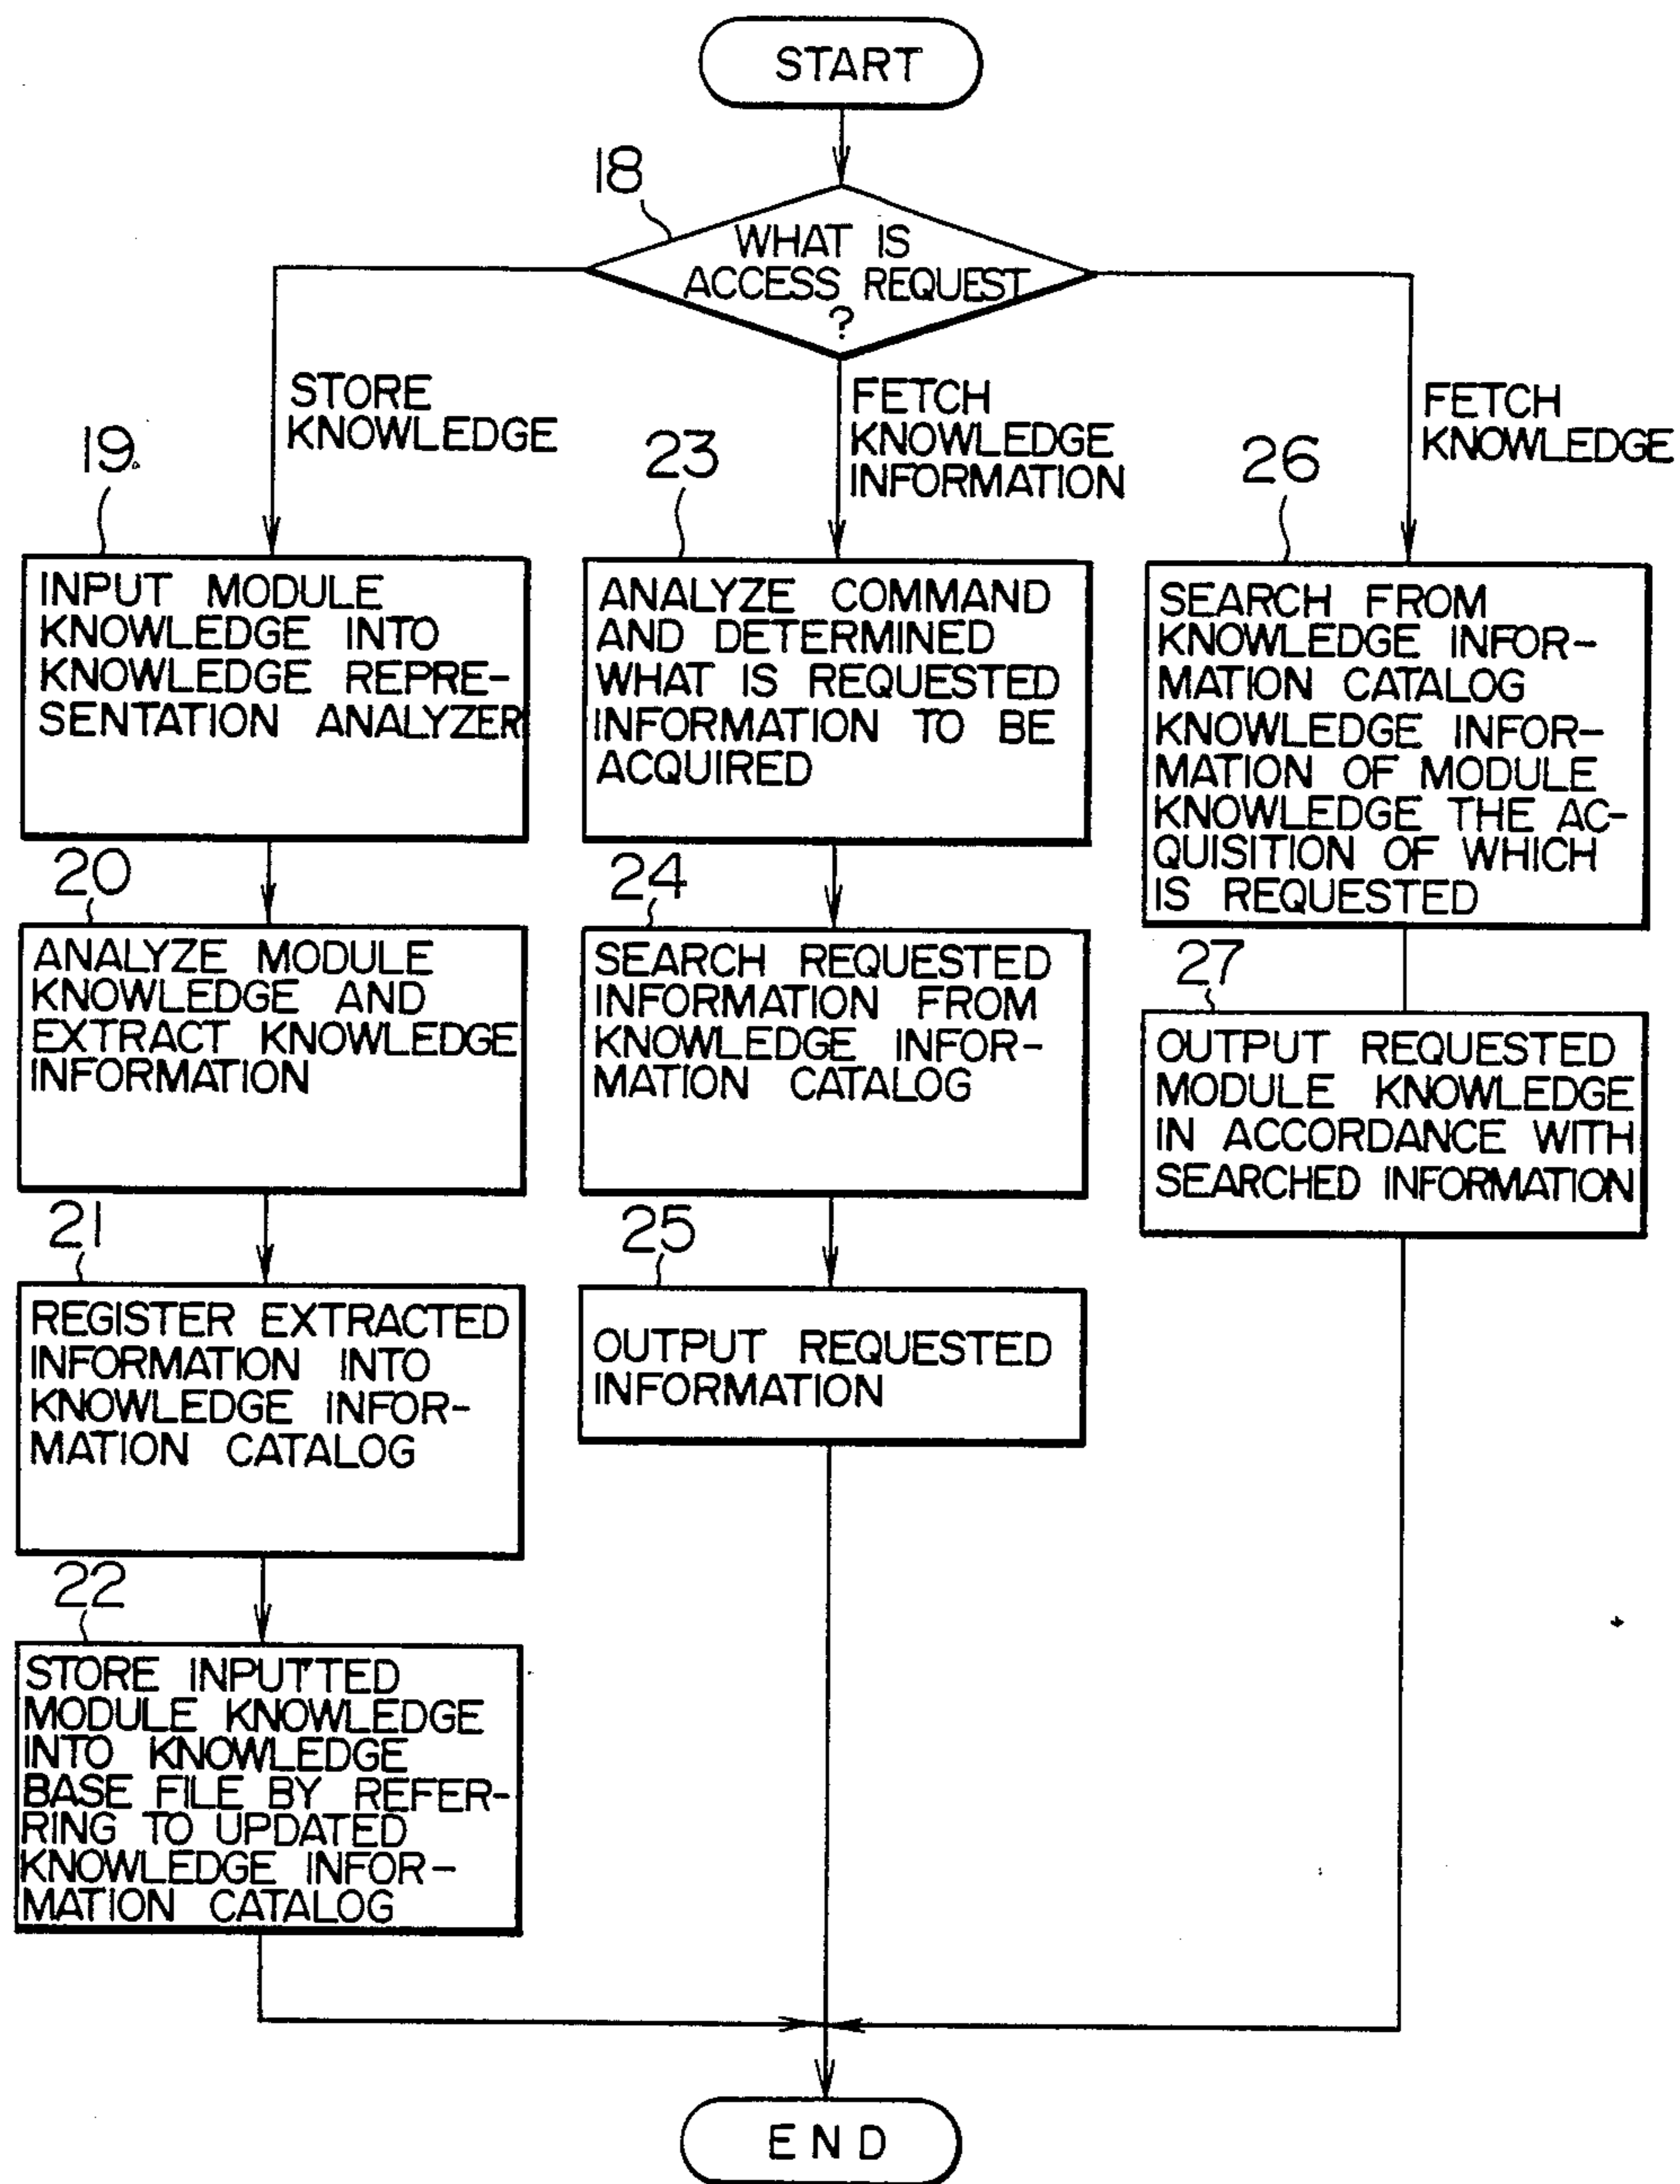 START
18
WHAT IS
ACCESS REQUEST
?
STORE
KNOWLEDGE
FETCH
KNOWLEDGE
INFORMATION
FETCH
KNOWLEDGE
19
INPUT MODULE
KNOWLEDGE INTO
KNOWLEDGE REPRE-
SENTATION ANALYZER
20
ANALYZE MODULE
KNOWLEDGE AND
EXTRACT KNOWLEDGE
INFORMATION
21
REGISTER EXTRACTED
INFORMATION INTO
KNOWLEDGE INFOR-
MATION CATALOG
22
STORE INPUTTED
MODULE KNOWLEDGE
INTO KNOWLEDGE
BASE FILE BY REFER-
RING TO UPDATED
KNOWLEDGE INFOR-
MATION CATALOG
23
ANALYZE COMMAND
AND DETERMINED
WHAT IS REQUESTED
INFORMATION TO BE
ACQUIRED
24
SEARCH REQUESTED
INFORMATION FROM
KNOWLEDGE INFOR-
MATION CATALOG
25
OUTPUT REQUESTED
INFORMATION
26
SEARCH FROM
KNOWLEDGE INFOR-
MATION CATALOG
KNOWLEDGE INFOR-
MATION OF MODULE
KNOWLEDGE THE AC-
QUISITION OF WHICH
IS REQUESTED
27
OUTPUT REQUESTED
MODULE KNOWLEDGE
IN ACCORDANCE WITH
SEARCHED INFORMATION
END